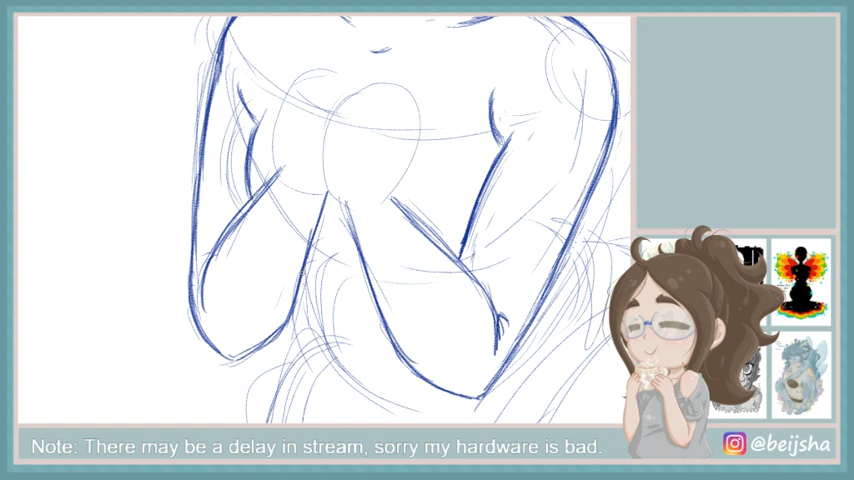 Note: There may be a delay in stream, sorry my hardware is bad.
@beijsha